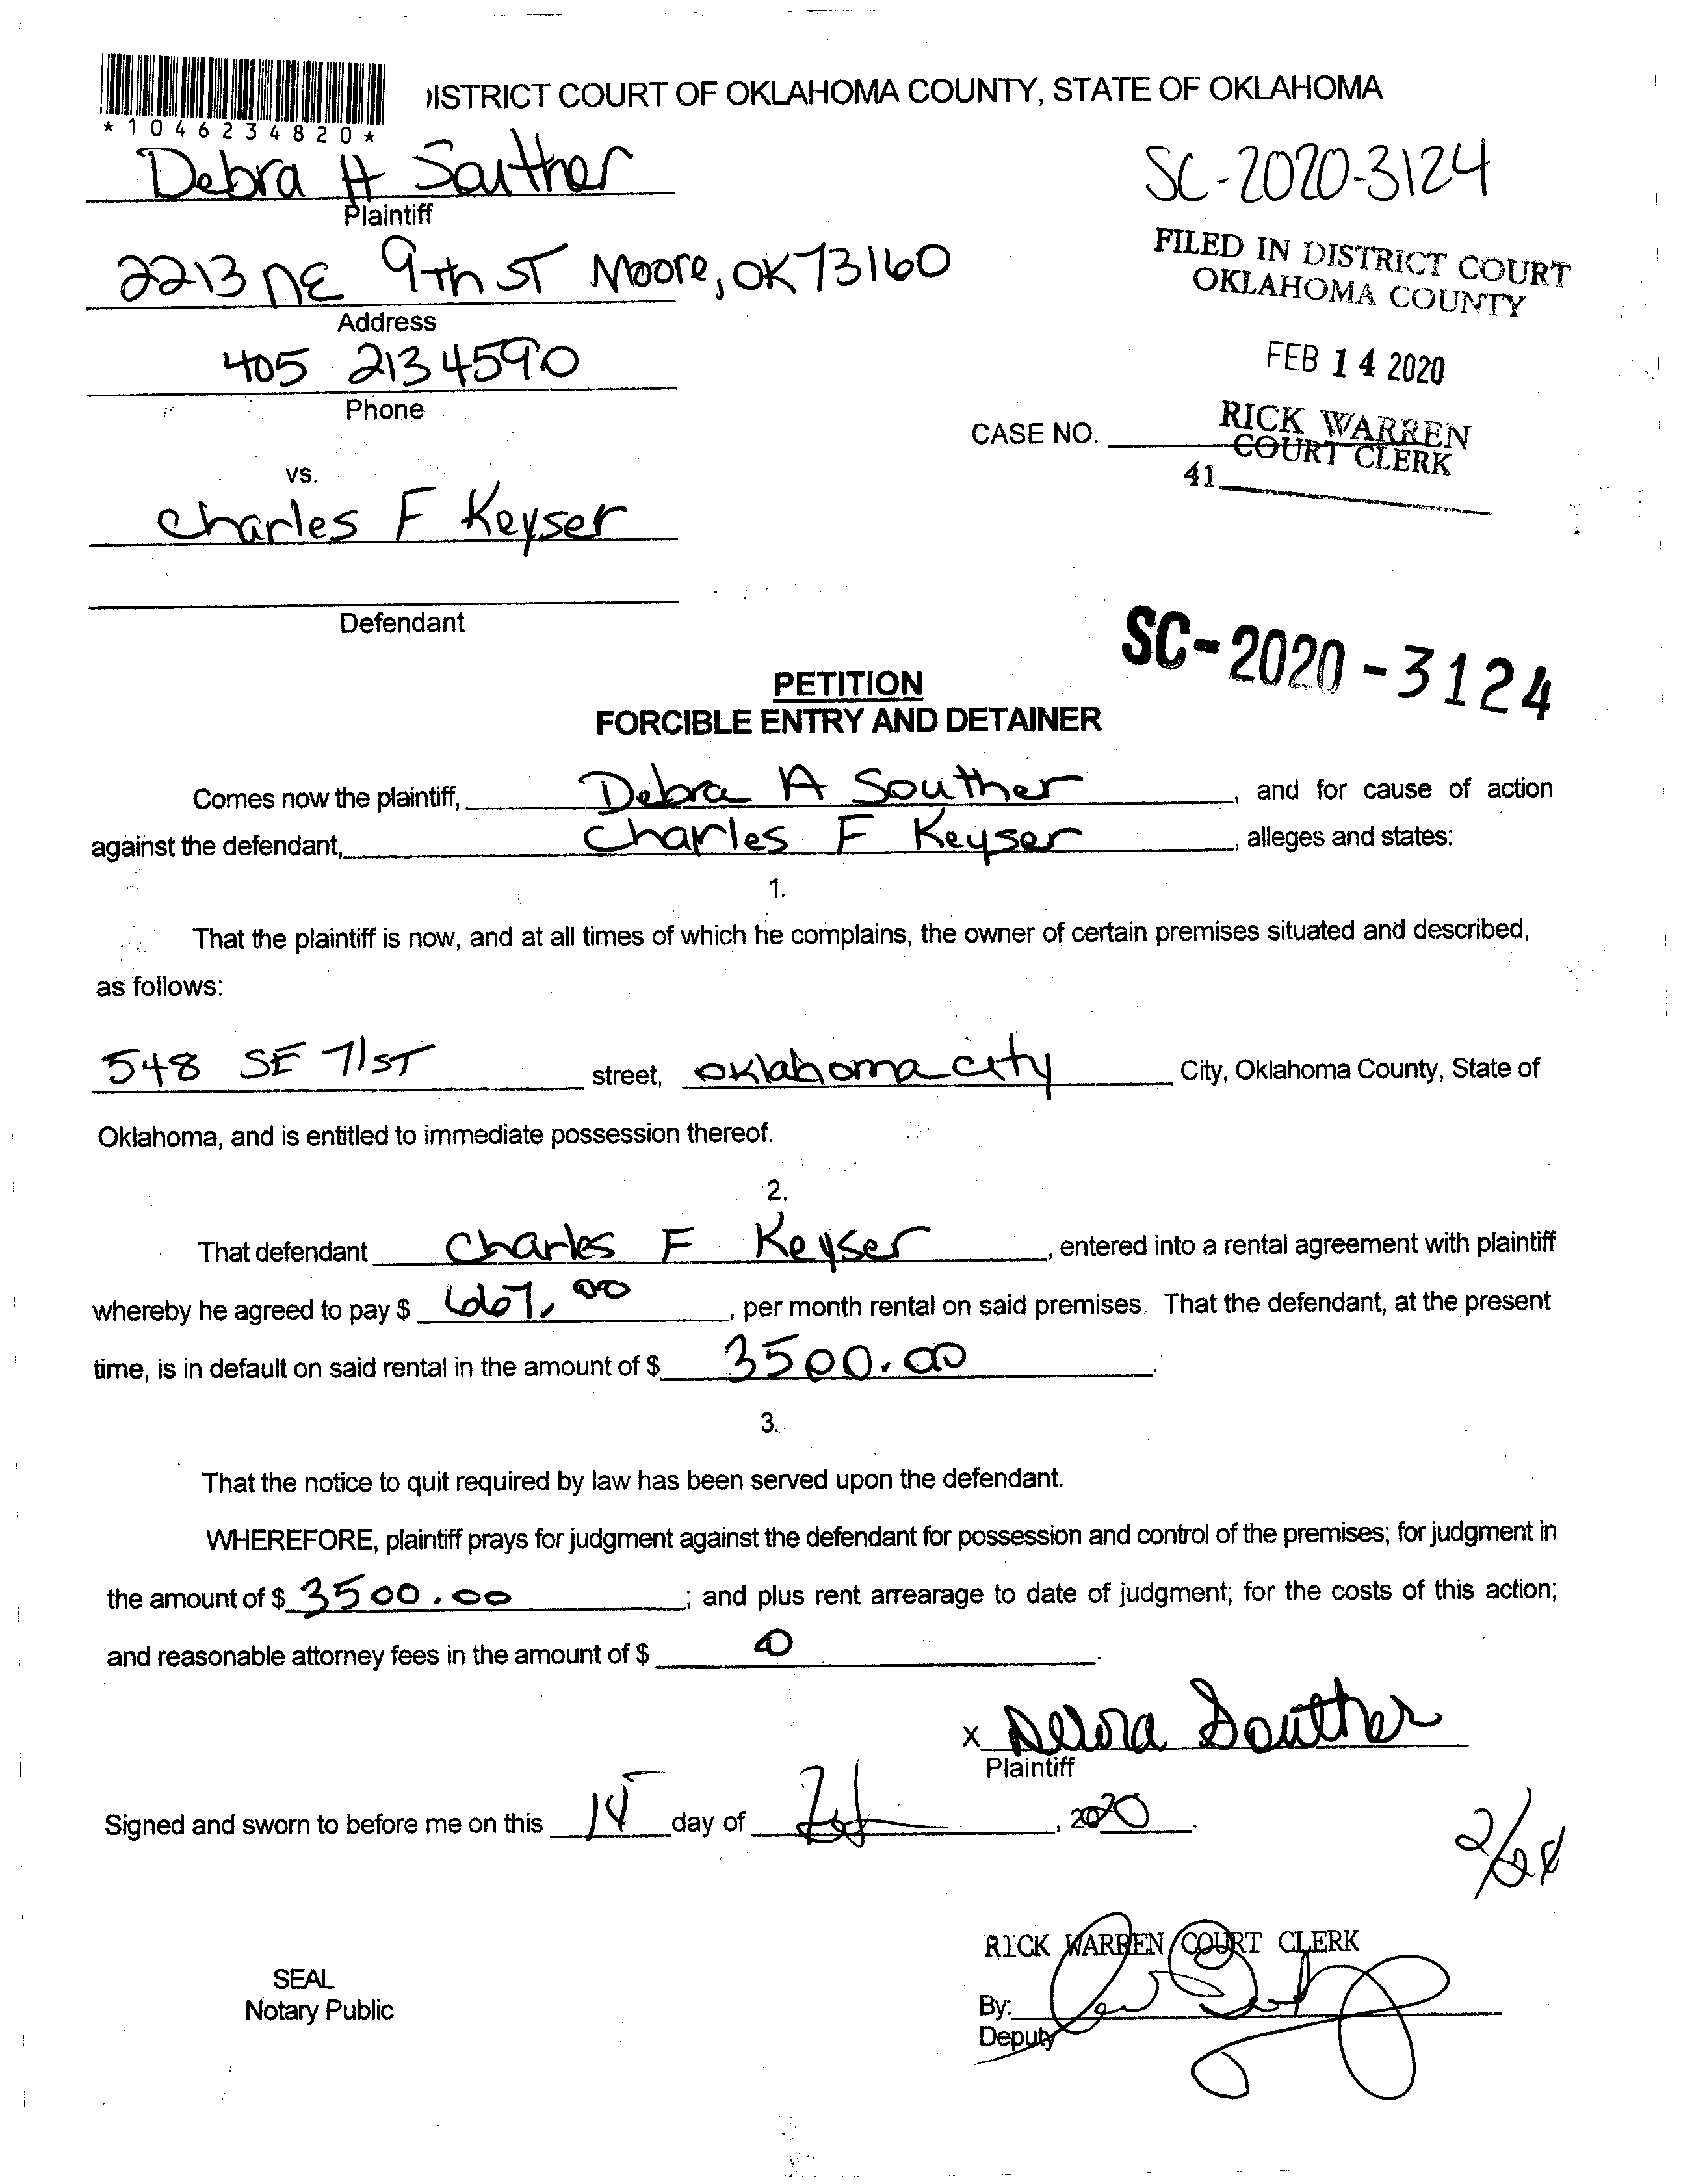 ISTRICT COURT OF OKLAHOMA COUNTY, STATE OF OKLAHOMA
*1046234820*
Debra A Souther
Plaintiff
SC-2020-3124
2213 NE 9th ST Moore, OK 73160
Address
FILED IN DISTRICT COURT
OKLAHOMA COUNTY
405 213 4590
Phone
FEB 14 2020
CASE NO.
RICK WARREN
COURT CLERK
41
vs.
Charles F Keyser
Defendant
SC-2020-3124
PETITION
FORCIBLE ENTRY AND DETAINER
Comes now the plaintiff, Debra A Souther, and for cause of action
against the defendant, Charles F Keyser, alleges and states:
1.
That the plaintiff is now, and at all times of which he complains, the owner of certain premises situated and described,
as follows:
548 SE 71ST street, oklahoma city City, Oklahoma County, State of
Oklahoma, and is entitled to immediate possession thereof.
2.
That defendant Charles F Keyser, entered into a rental agreement with plaintiff
whereby he agreed to pay $ 667.00, per month rental on said premises. That the defendant, at the present
time, is in default on said rental in the amount of $ 3500.00.
3.
That the notice to quit required by law has been served upon the defendant.
WHEREFORE, plaintiff prays for judgment against the defendant for possession and control of the premises; for judgment in
the amount of $ 3500.00; and plus rent arrearage to date of judgment; for the costs of this action;
and reasonable attorney fees in the amount of $ 0.
x Debra Souther
Plaintiff
Signed and sworn to before me on this 14 day of Feb, 2020.
RICK WARREN COURT CLERK
SEAL
Notary Public
By:
Deputy